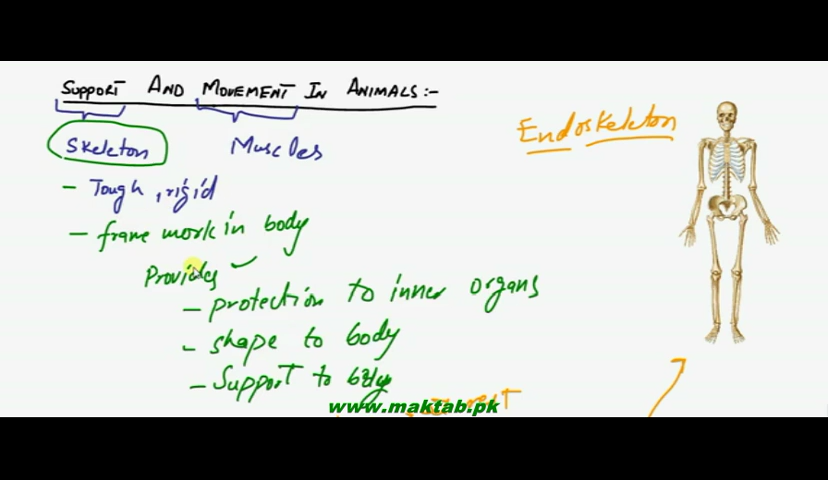 SUPPORT AND MOVEMENT IN ANIMALS:-
Endoskeleton
Skeleton Muscles
- Tough, rigid
- frame work in body
Provides
- protection to inner organs
- shape to body
- Support to body
www.maktab.pk